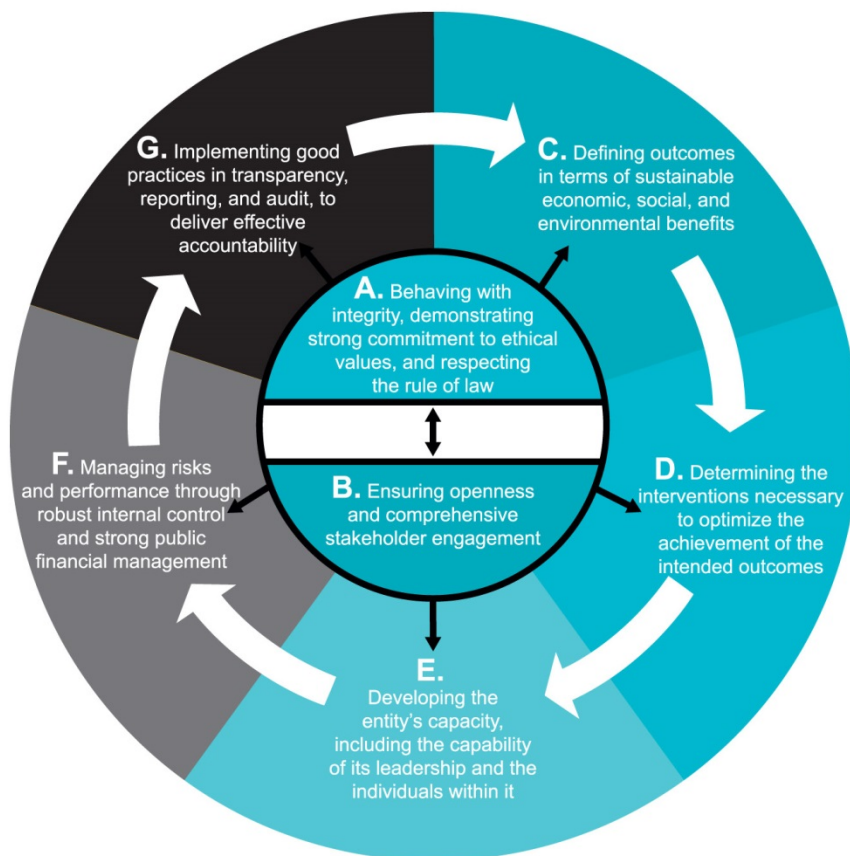 G. Implementing good
practices in transparency,
reporting, and audit, to
deliver effective
accountability
C. Defining outcomes
in terms of sustainable
economic, social, and
environmental benefits
A. Behaving with
integrity, demonstrating
strong commitment to ethical
values, and respecting
the rule of law
F. Managing risks
and performance through
robust internal control
and strong public
financial management
B. Ensuring openness
and comprehensive
stakeholder engagement
D. Determining the
interventions necessary
to optimize the
achievement of the
intended outcomes
E.
Developing the
entity's capacity,
including the capability
of its leadership and the
individuals within it